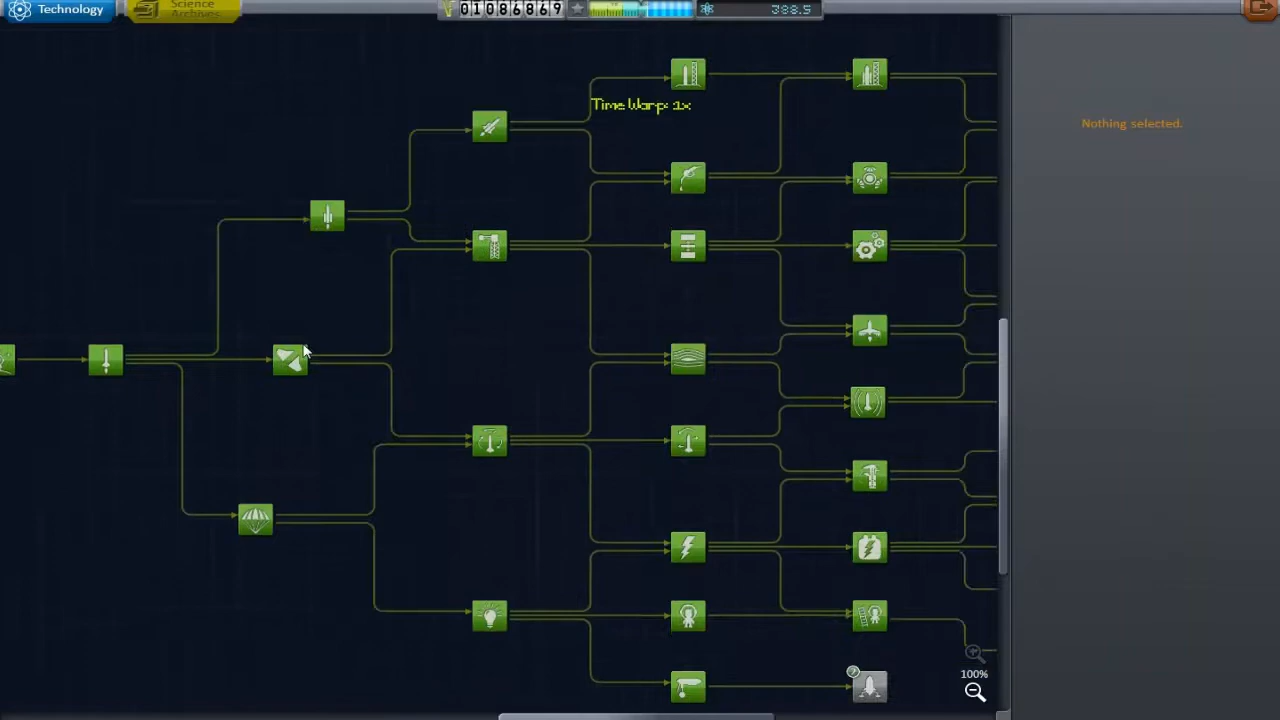 Technology
Science
Archives
01086869
388.5
Time Warp: 1x
Nothing selected.
100%